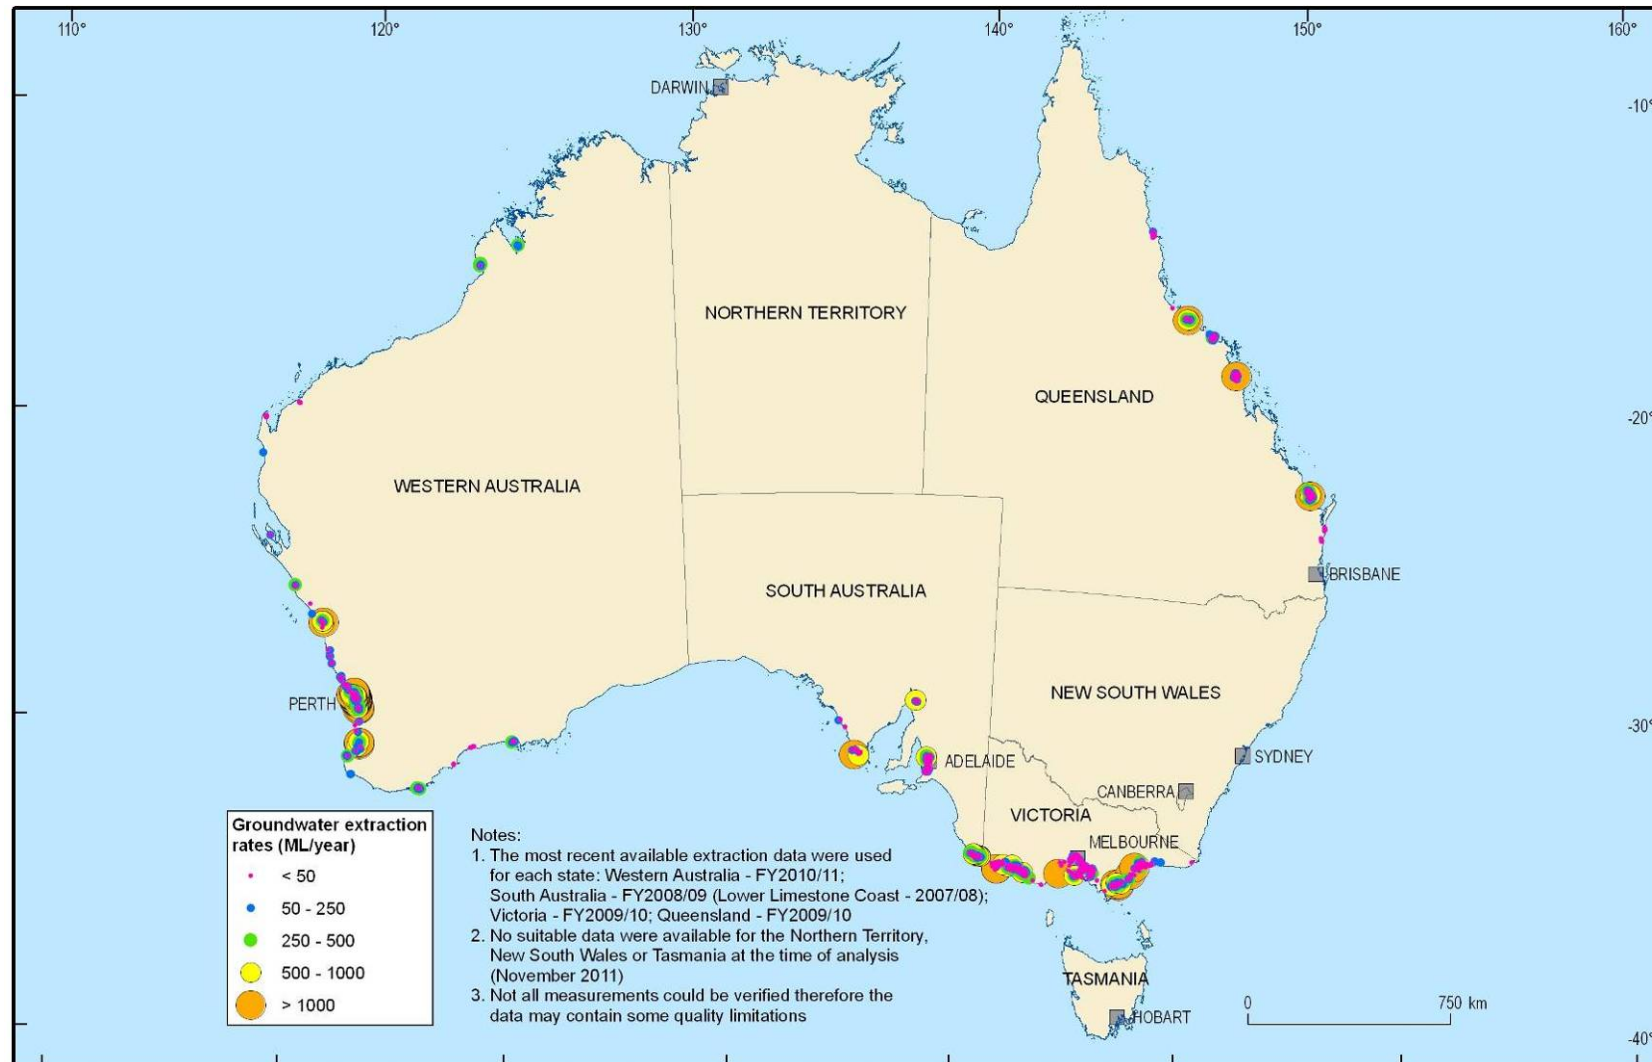 110°
120°
130°
140°
150°
160°
DARWIN
-10°
NORTHERN TERRITORY
QUEENSLAND
-20°
WESTERN AUSTRALIA
BRISBANE
SOUTH AUSTRALIA
NEW SOUTH WALES
PERTH
-30°
SYDNEY
ADELAIDE
CANBERRA
VICTORIA
MELBOURNE
Groundwater extraction
rates (ML/year)
< 50
50 - 250
250 - 500
500 - 1000
> 1000
Notes:
1. The most recent available extraction data were used
for each state: Western Australia - FY2010/11;
South Australia - FY2008/09 (Lower Limestone Coast - 2007/08);
Victoria - FY2009/10; Queensland - FY2009/10
2. No suitable data were available for the Northern Territory,
New South Wales or Tasmania at the time of analysis
(November 2011)
3. Not all measurements could be verified therefore the
data may contain some quality limitations
TASMANIA
HOBART
0 750 km
-40°